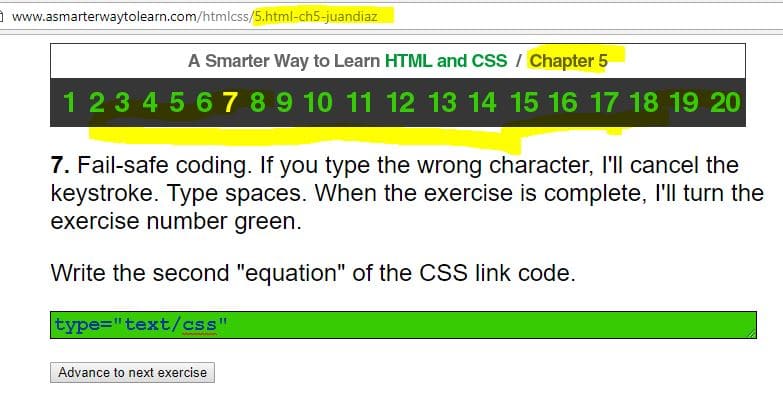 www.asmarterwaytolearn.com/htmlcss/5.html-ch5-juandiaz
A Smarter Way to Learn HTML and CSS / Chapter 5
1 2 3 4 5 6 7 8 9 10 11 12 13 14 15 16 17 18 19 20
7. Fail-safe coding. If you type the wrong character, I'll cancel the
keystroke. Type spaces. When the exercise is complete, I'll turn the
exercise number green.
Write the second "equation" of the CSS link code.
type="text/css"
Advance to next exercise